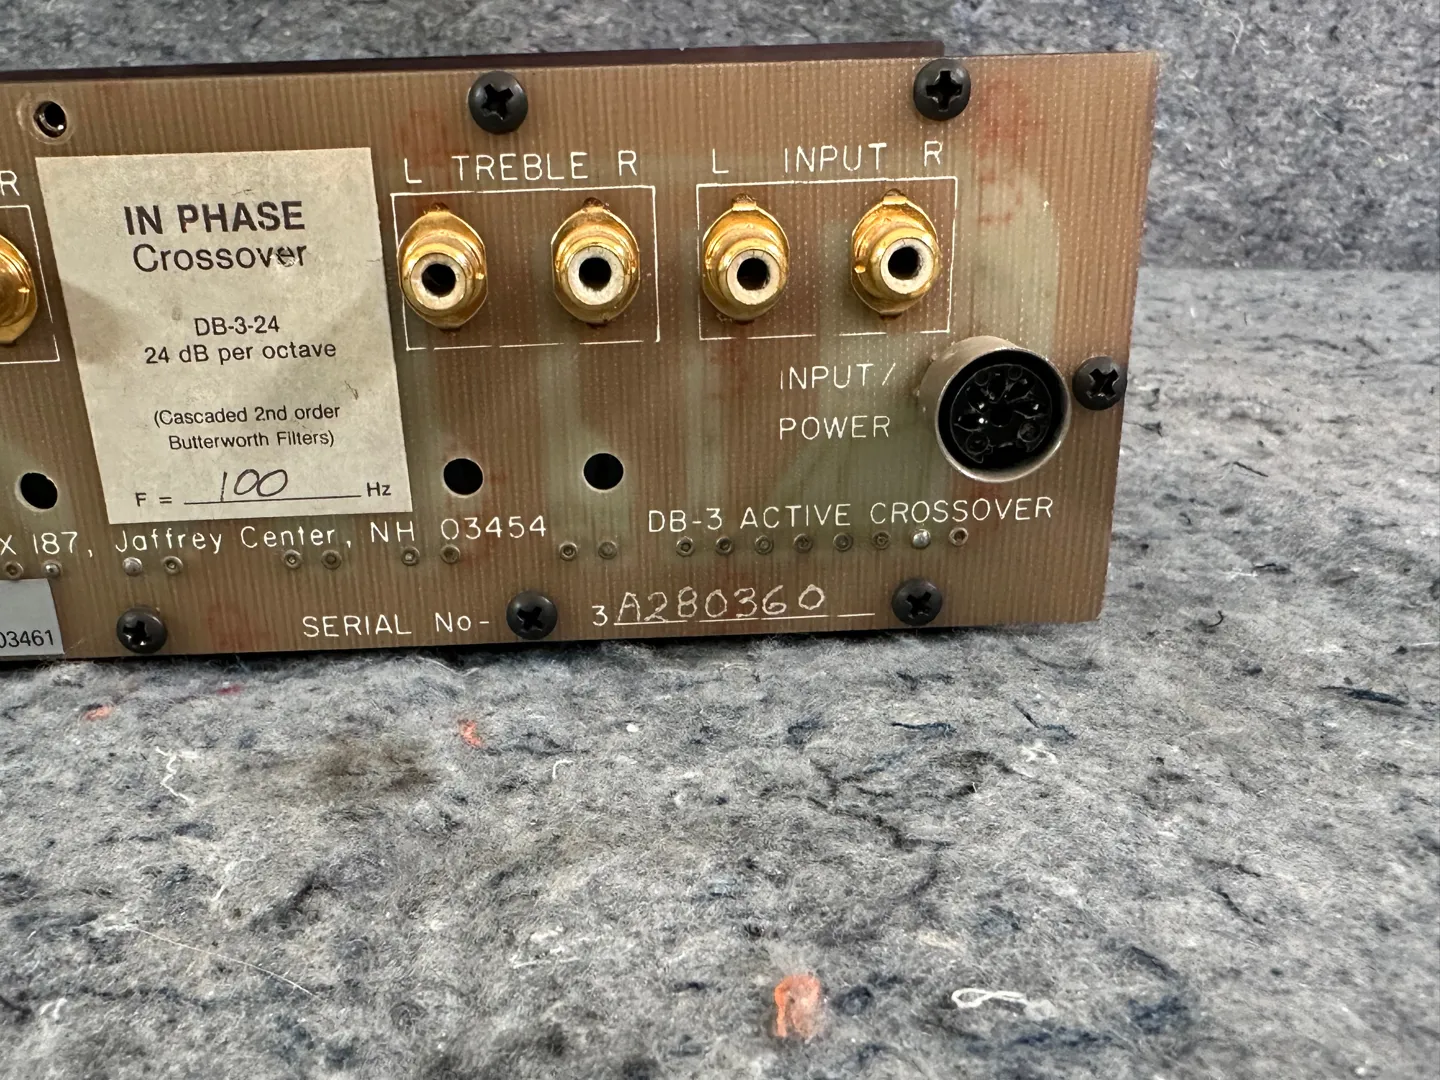 R
IN PHASE
Crossover
DB-3-24
24 dB per octave
(Cascaded 2nd order
Butterworth Filters)
F = 100 Hz
L TREBLE R
L INPUT R
INPUT/
POWER
X 187, Jaffrey Center, NH 03454
DB-3 ACTIVE CROSSOVER
SERIAL No- 3A280360
03461